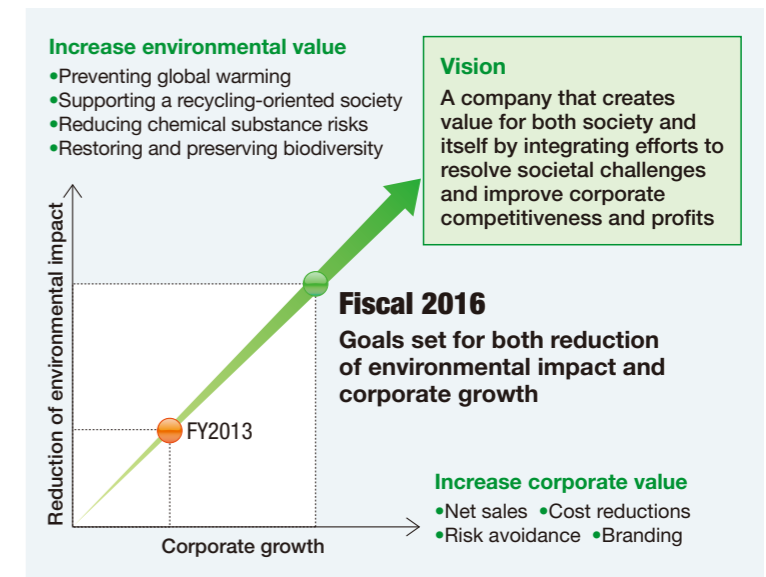 Increase environmental value
•Preventing global warming
•Supporting a recycling-oriented society
•Reducing chemical substance risks
•Restoring and preserving biodiversity
Vision
A company that creates
value for both society and
itself by integrating efforts to
resolve societal challenges
and improve corporate
competitiveness and profits
Reduction of environmental impact
Fiscal 2016
Goals set for both reduction
of environmental impact and
corporate growth
FY2013
Increase corporate value
•Net sales •Cost reductions
•Risk avoidance •Branding
Corporate growth